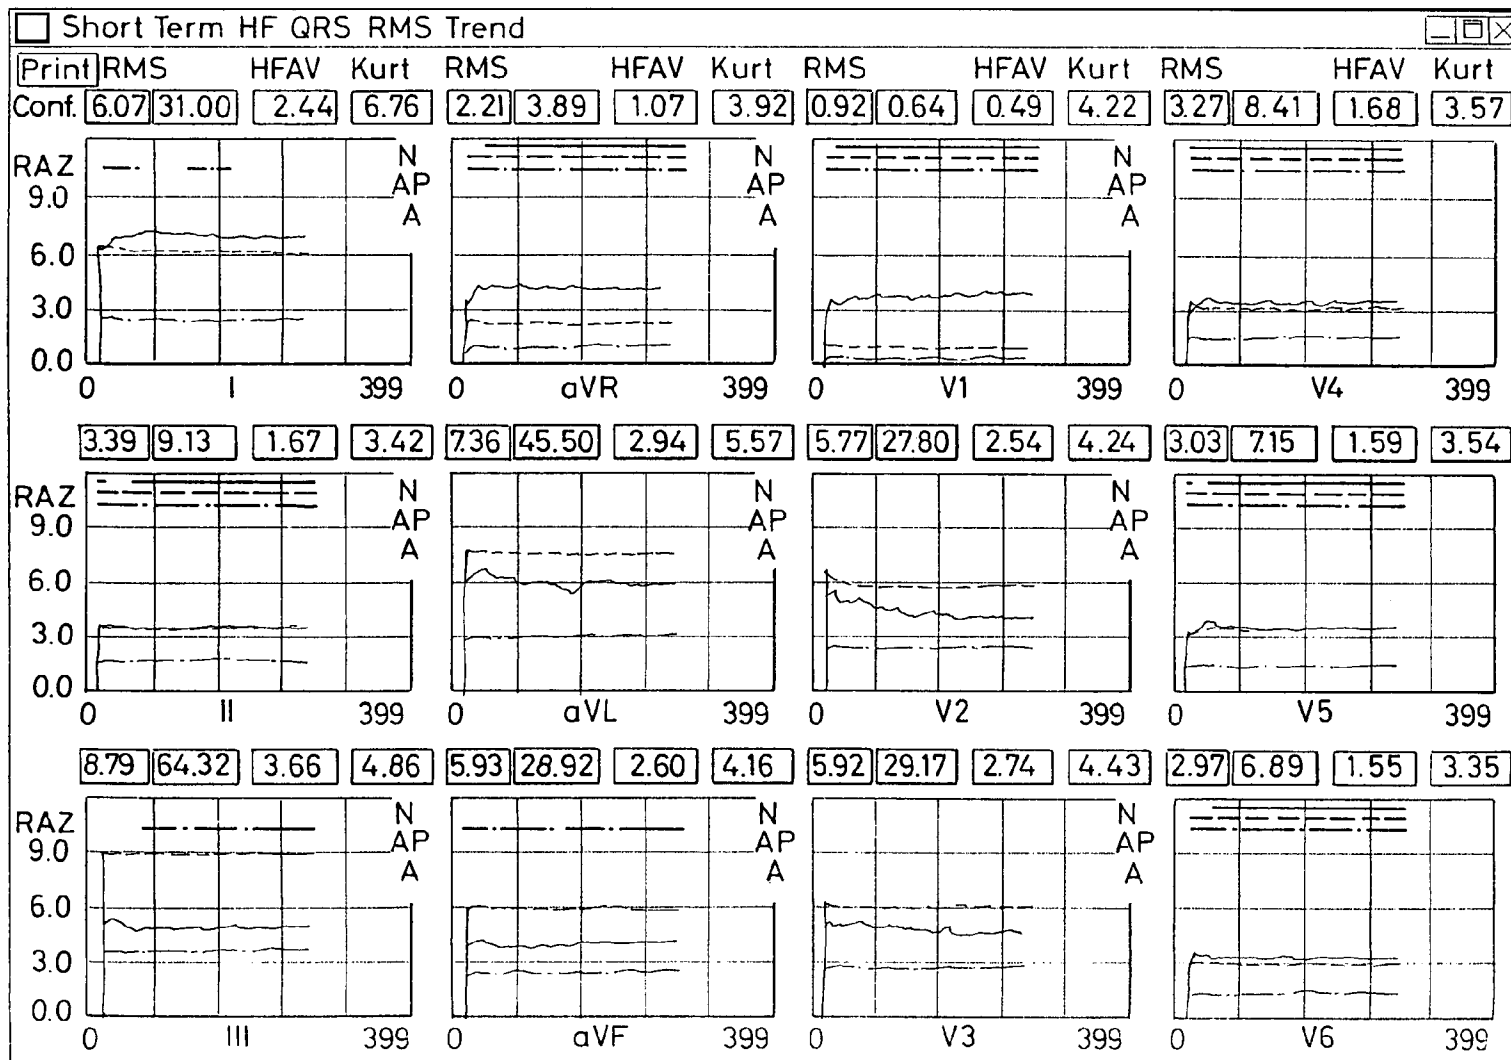 Short Term HF QRS RMS Trend
Print RMS HFAV Kurt RMS HFAV Kurt RMS HFAV Kurt RMS HFAV Kurt
Conf. 6.07 31.00 2.44 6.76 2.21 3.89 1.07 3.92 0.92 0.64 0.49 4.22 3.27 8.41 1.68 3.57
RAZ N N N
AP AP AP
9.0 A A A
6.0
3.0
0.0
0 I 399 0 aVR 399 0 V1 399 0 V4 399
3.39 9.13 1.67 3.42 7.36 45.50 2.94 5.57 5.77 27.80 2.54 4.24 3.03 7.15 1.59 3.54
RAZ N N N
AP AP AP
9.0 A A A
6.0
3.0
0.0
0 II 399 0 aVL 399 0 V2 399 0 V5 399
8.79 64.32 3.66 4.86 5.93 28.92 2.60 4.16 5.92 29.17 2.74 4.43 2.97 6.89 1.55 3.35
RAZ N N N
AP AP AP
9.0 A A A
6.0
3.0
0.0
0 III 399 0 aVF 399 0 V3 399 0 V6 399